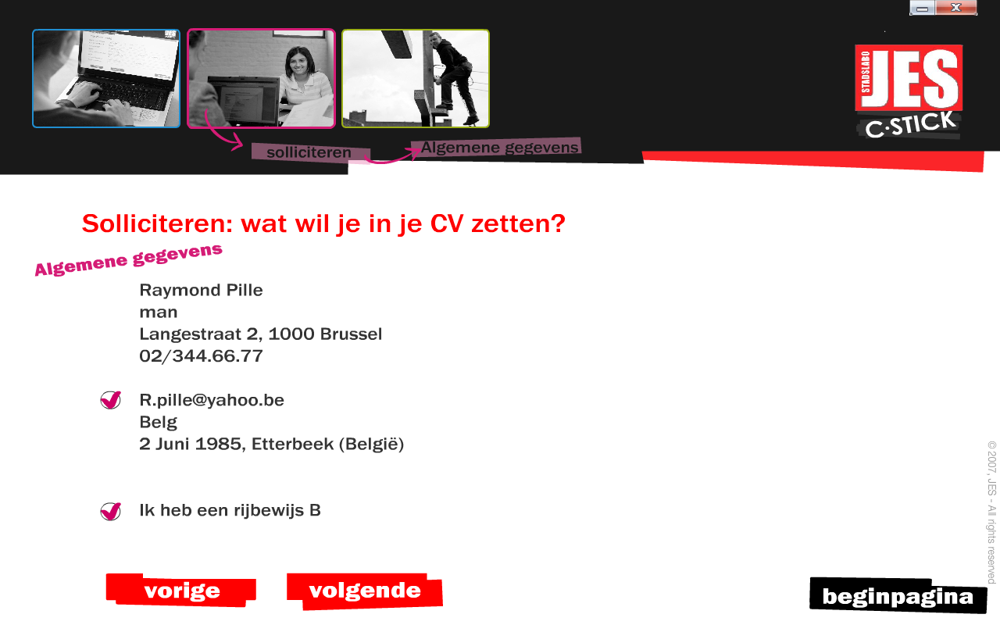 STADSLABO
JES
C·STICK
solliciteren
Algemene gegevens
Solliciteren: wat wil je in je CV zetten?
Algemene gegevens
Raymond Pille
man
Langestraat 2, 1000 Brussel
02/344.66.77
R.pille@yahoo.be
Belg
2 Juni 1985, Etterbeek (België)
Ik heb een rijbewijs B
© 2007, JES - All rights reserved
vorige
volgende
beginpagina